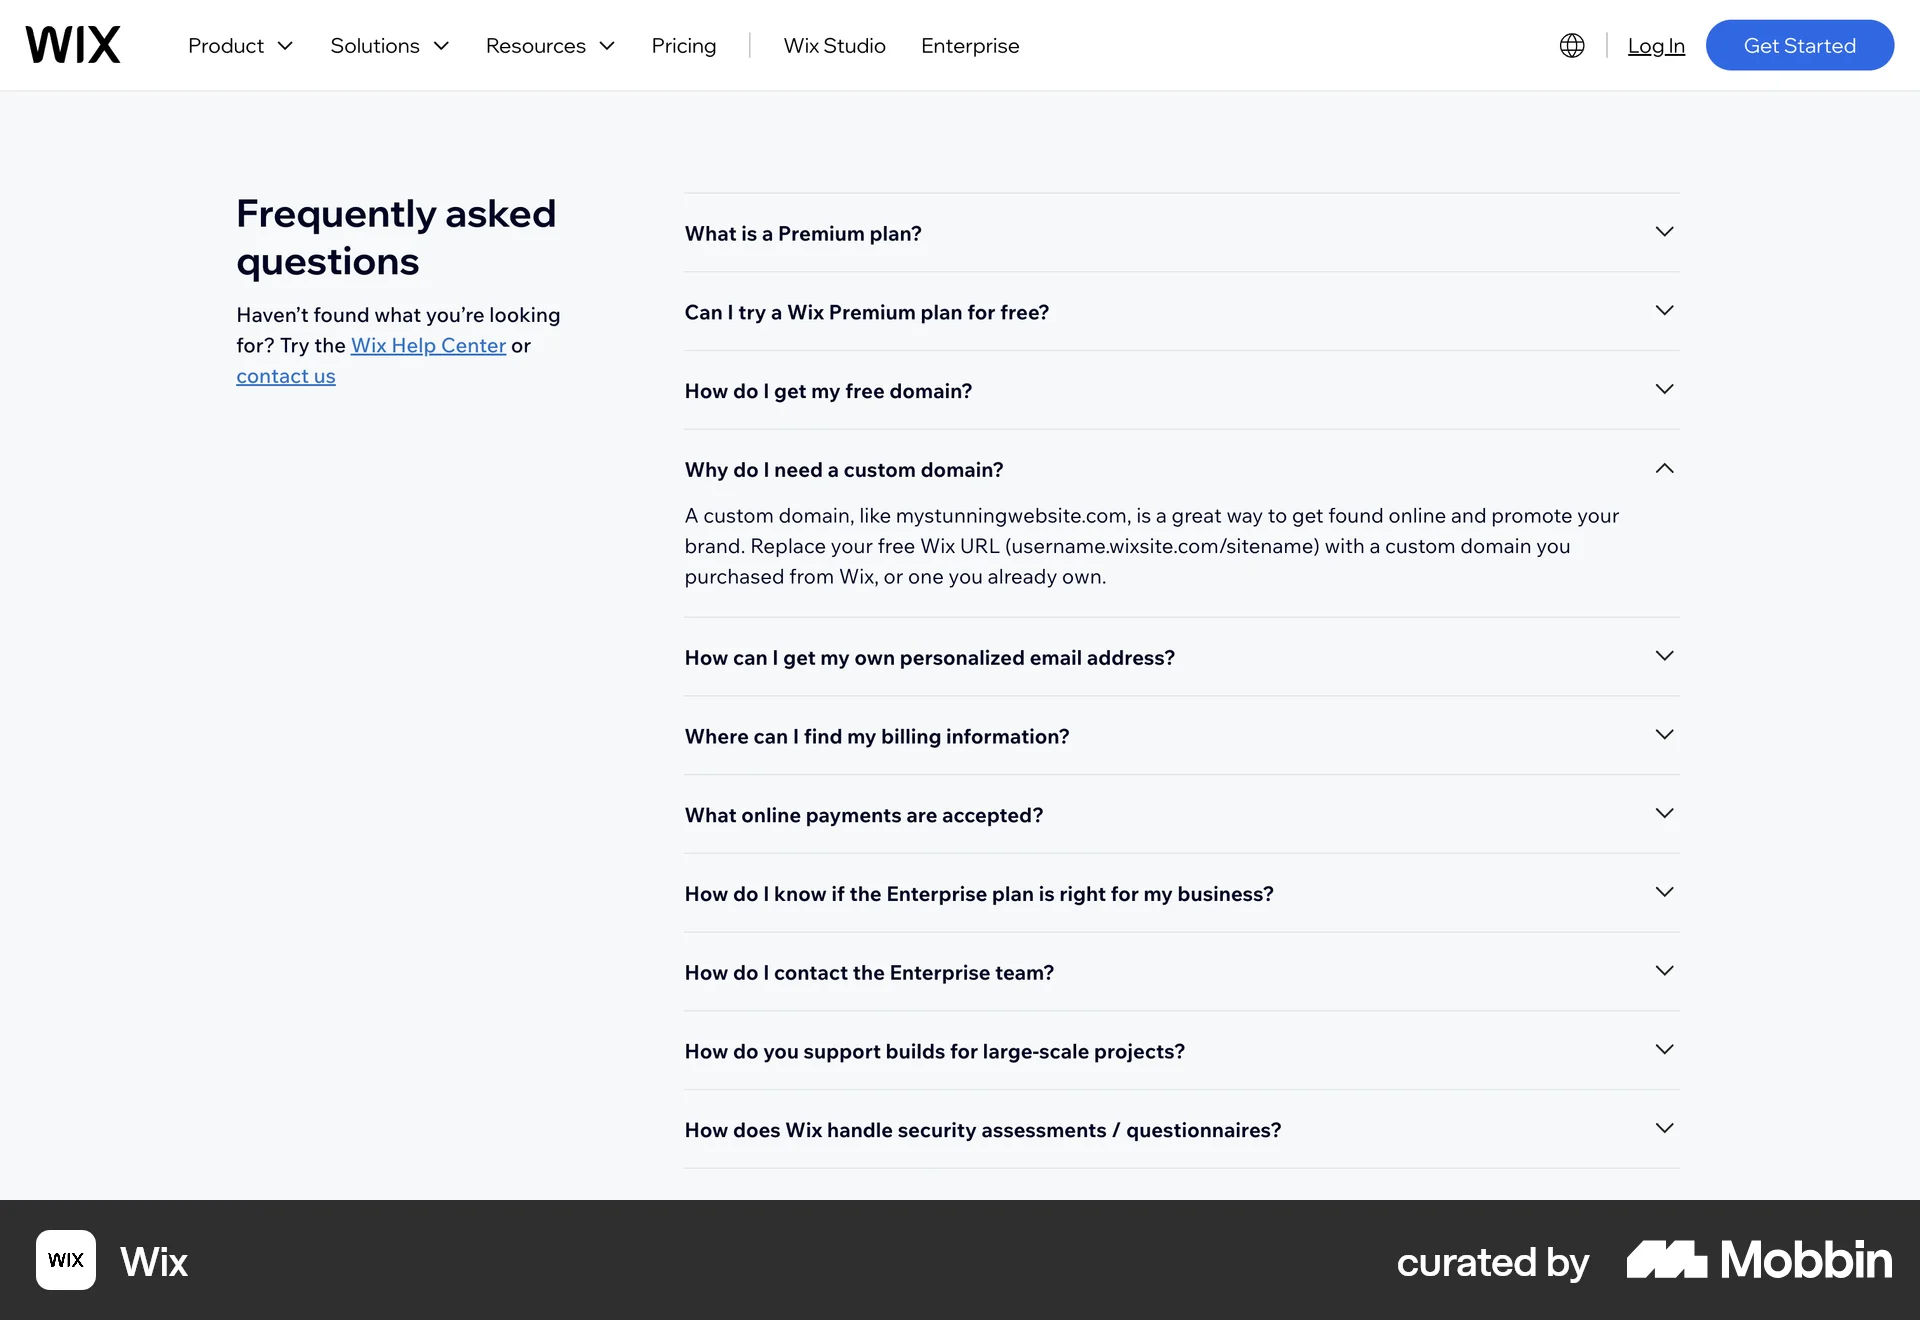 WIX
Product
Solutions
Resources
Pricing
Wix Studio
Enterprise
Log In
Get Started
Frequently asked
questions
Haven’t found what you’re looking
for? Try the Wix Help Center or
contact us
What is a Premium plan?
Can I try a Wix Premium plan for free?
How do I get my free domain?
Why do I need a custom domain?
A custom domain, like mystunningwebsite.com, is a great way to get found online and promote your
brand. Replace your free Wix URL (username.wixsite.com/sitename) with a custom domain you
purchased from Wix, or one you already own.
How can I get my own personalized email address?
Where can I find my billing information?
What online payments are accepted?
How do I know if the Enterprise plan is right for my business?
How do I contact the Enterprise team?
How do you support builds for large-scale projects?
How does Wix handle security assessments / questionnaires?
WIX
Wix
curated by
Mobbin